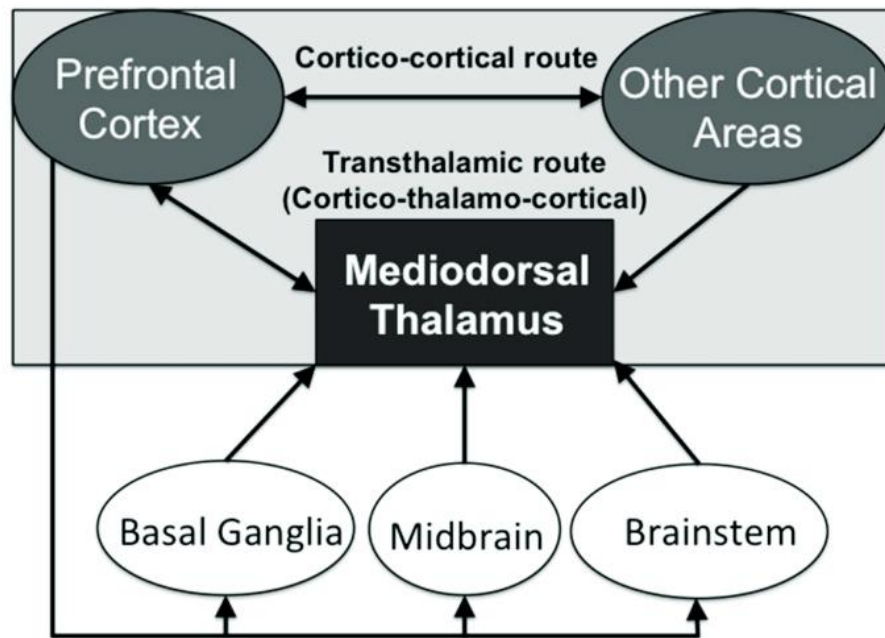 Prefrontal
Cortex
Cortico-cortical route
Other Cortical
Areas
Transthalamic route
(Cortico-thalamo-cortical)
Mediodorsal
Thalamus
Basal Ganglia
Midbrain
Brainstem